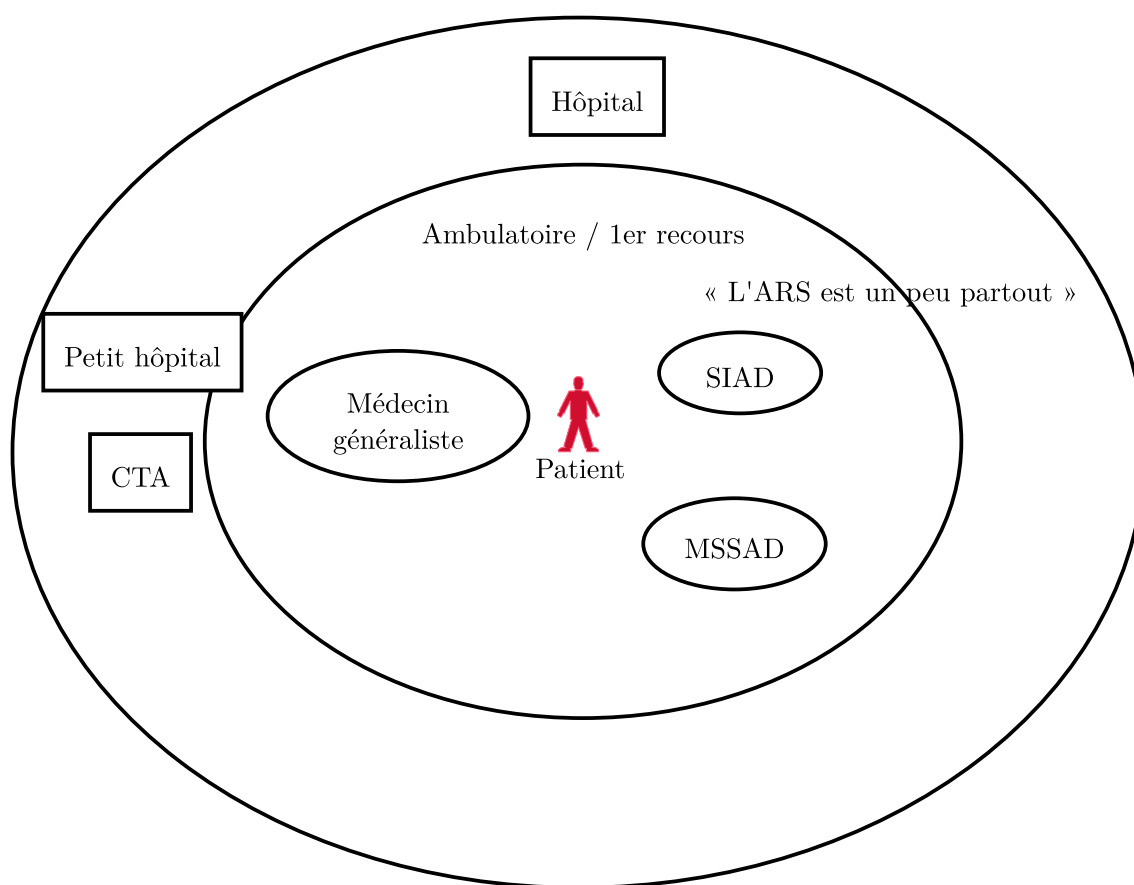 Hôpital
Ambulatoire / 1er recours
« L'ARS est un peu partout »
Petit hôpital
SIAD
Médecin
généraliste
Patient
CTA
MSSAD